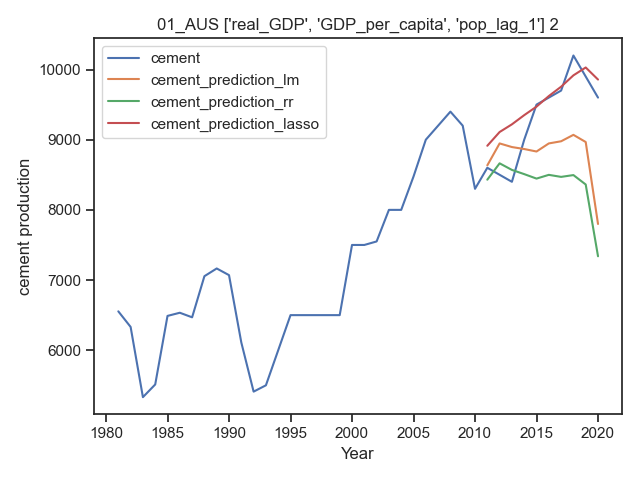 01_AUS ['real_GDP', 'GDP_per_capita', 'pop_lag_1'] 2
cement
cement_prediction_lm
cement_prediction_rr
cement_prediction_lasso
cement production
10000
9000
8000
7000
6000
1980
1985
1990
1995
2000
2005
2010
2015
2020
Year